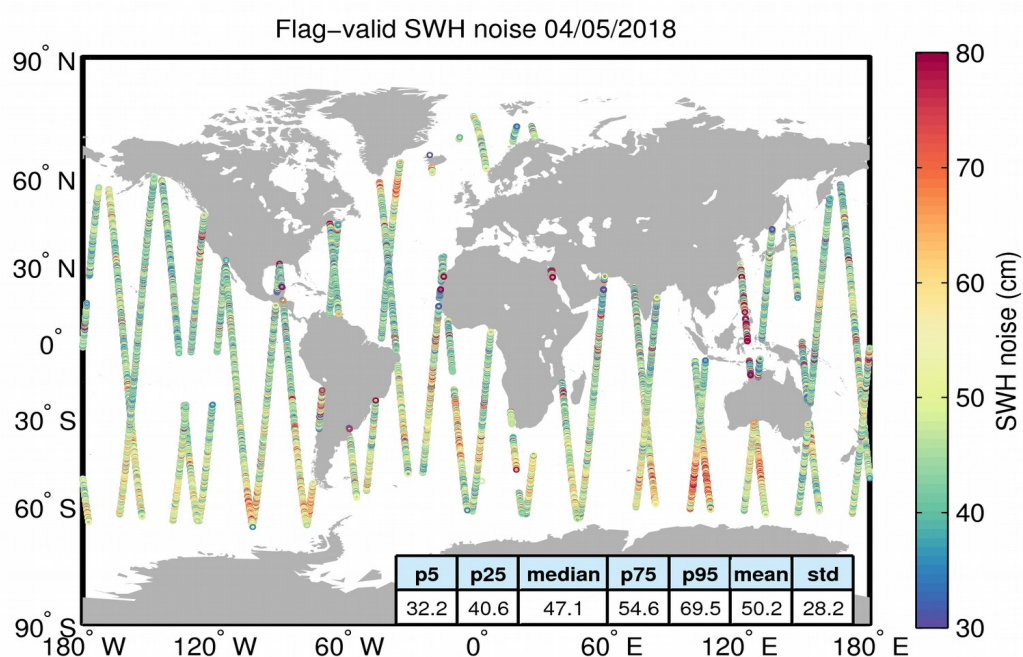 Flag-valid SWH noise 04/05/2018
90° N
60° N
30° N
0°
30° S
60° S
90° S
180° W 120° W 60° W 0° 60° E 120° E 180° E
p5 p25 median p75 p95 mean std
32.2 40.6 47.1 54.6 69.5 50.2 28.2
80
70
60
50
40
30
SWH noise (cm)